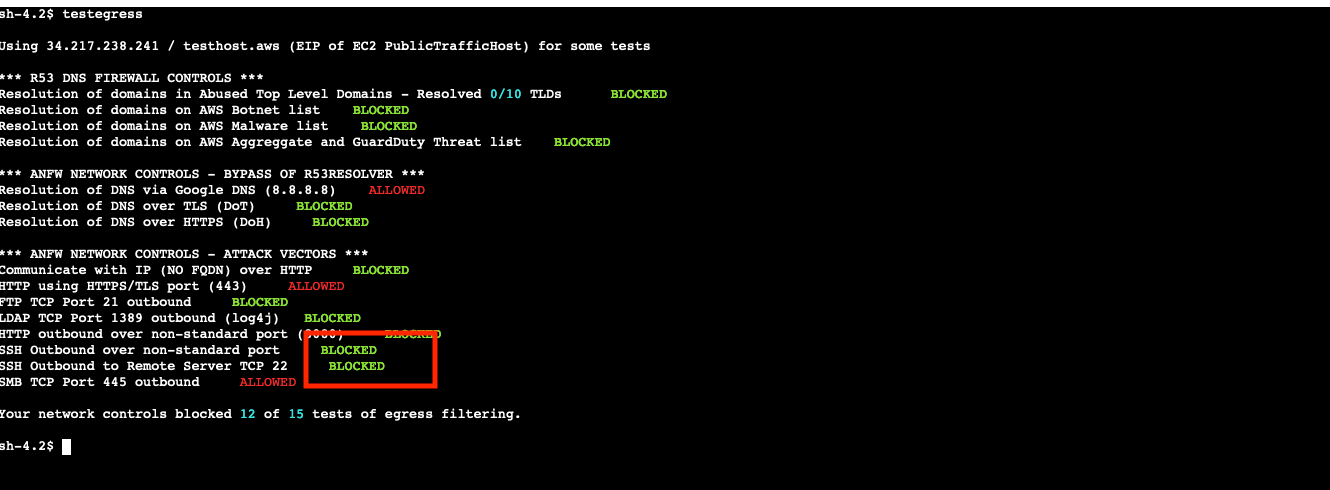 sh-4.2$ testegress
Using 34.217.238.241 / testhost.aws (EIP of EC2 PublicTrafficHost) for some tests
*** R53 DNS FIREWALL CONTROLS ***
Resolution of domains in Abused Top Level Domains - Resolved 0/10 TLDs BLOCKED
Resolution of domains on AWS Botnet list BLOCKED
Resolution of domains on AWS Malware list BLOCKED
Resolution of domains on AWS Aggreggate and GuardDuty Threat list BLOCKED
*** ANFW NETWORK CONTROLS - BYPASS OF R53RESOLVER ***
Resolution of DNS via Google DNS (8.8.8.8) ALLOWED
Resolution of DNS over TLS (DoT) BLOCKED
Resolution of DNS over HTTPS (DoH) BLOCKED
*** ANFW NETWORK CONTROLS - ATTACK VECTORS ***
Communicate with IP (NO FQDN) over HTTP BLOCKED
HTTP using HTTPS/TLS port (443) ALLOWED
FTP TCP Port 21 outbound BLOCKED
LDAP TCP Port 1389 outbound (log4j) BLOCKED
HTTP outbound over non-standard port BLOCKED
SSH Outbound over non-standard port BLOCKED
SSH Outbound to Remote Server TCP 22 BLOCKED
SMB TCP Port 445 outbound ALLOWED
Your network controls blocked 12 of 15 tests of egress filtering.
sh-4.2$